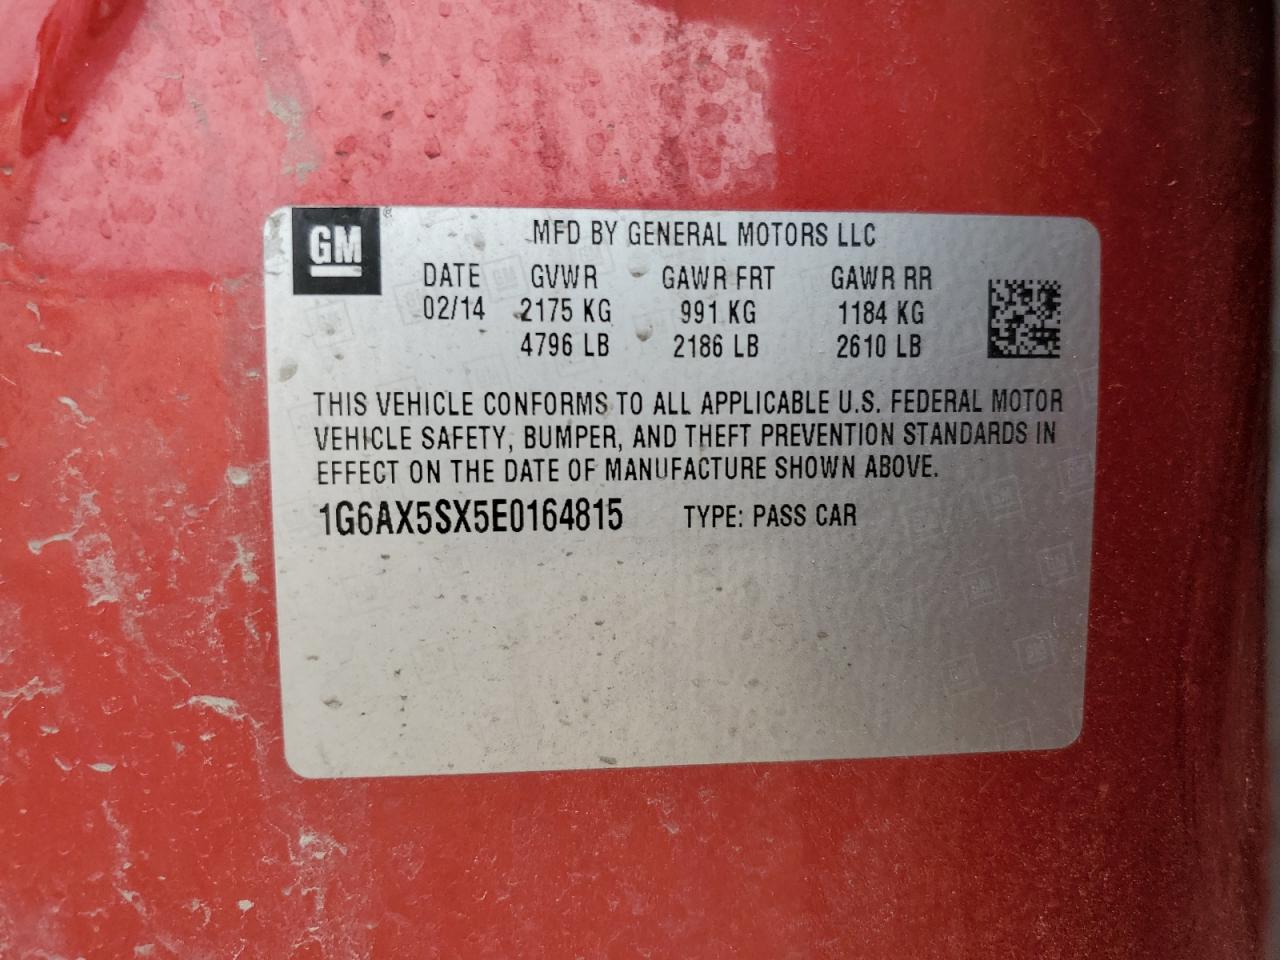 GM ®
MFD BY GENERAL MOTORS LLC
DATE GVWR GAWR FRT GAWR RR
02/14 2175 KG 991 KG 1184 KG
4796 LB 2186 LB 2610 LB
THIS VEHICLE CONFORMS TO ALL APPLICABLE U.S. FEDERAL MOTOR
VEHICLE SAFETY, BUMPER, AND THEFT PREVENTION STANDARDS IN
EFFECT ON THE DATE OF MANUFACTURE SHOWN ABOVE.
1G6AX5SX5E0164815 TYPE: PASS CAR